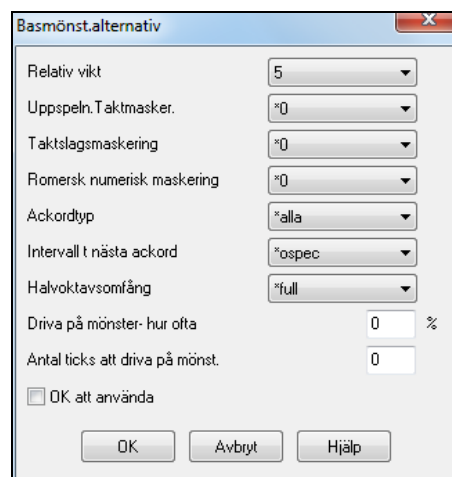 Basmönst.alternativ
Relativ vikt 5
Uppspeln.Taktmasker. *0
Taktslagsmaskering *0
Romersk numerisk maskering *0
Ackordtyp *alla
Intervall t nästa ackord *ospec
Halvoktavsomfång *full
Driva på mönster- hur ofta 0 %
Antal ticks att driva på mönst. 0
OK att använda
OK Avbryt Hjälp